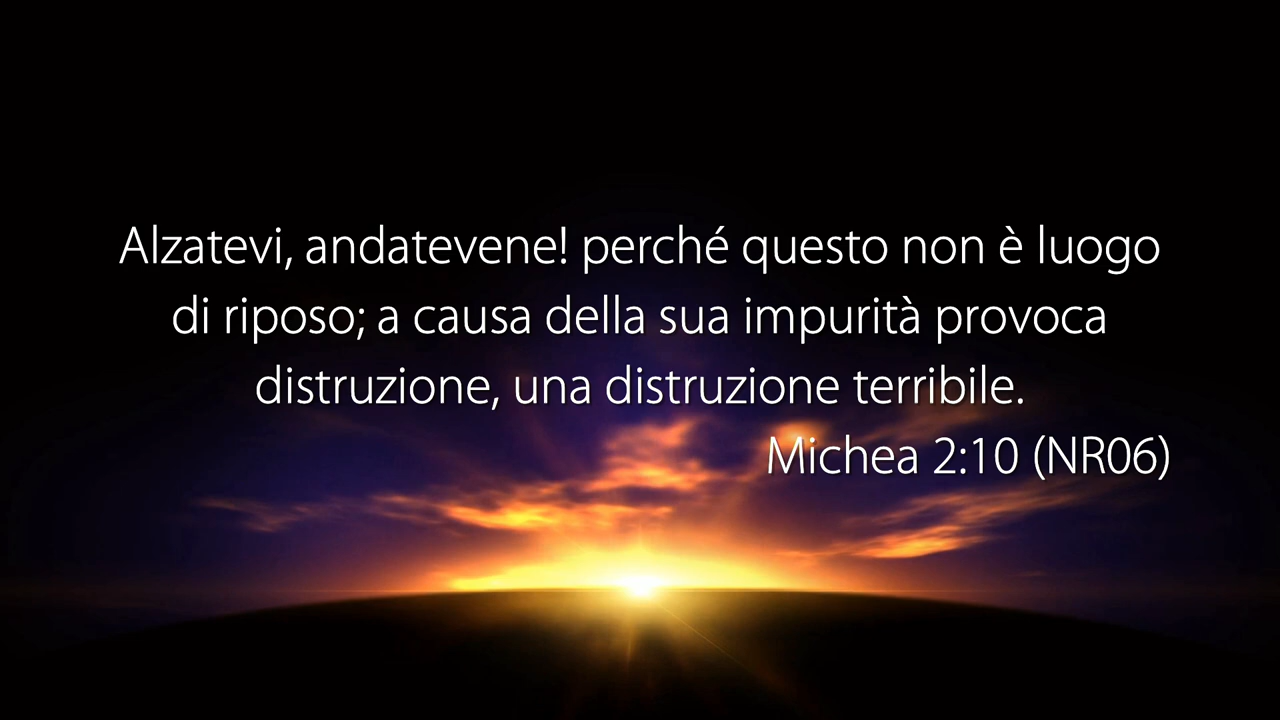 Alzatevi, andatevene! perché questo non è luogo
di riposo; a causa della sua impurità provoca
distruzione, una distruzione terribile.
Michea 2:10 (NR06)